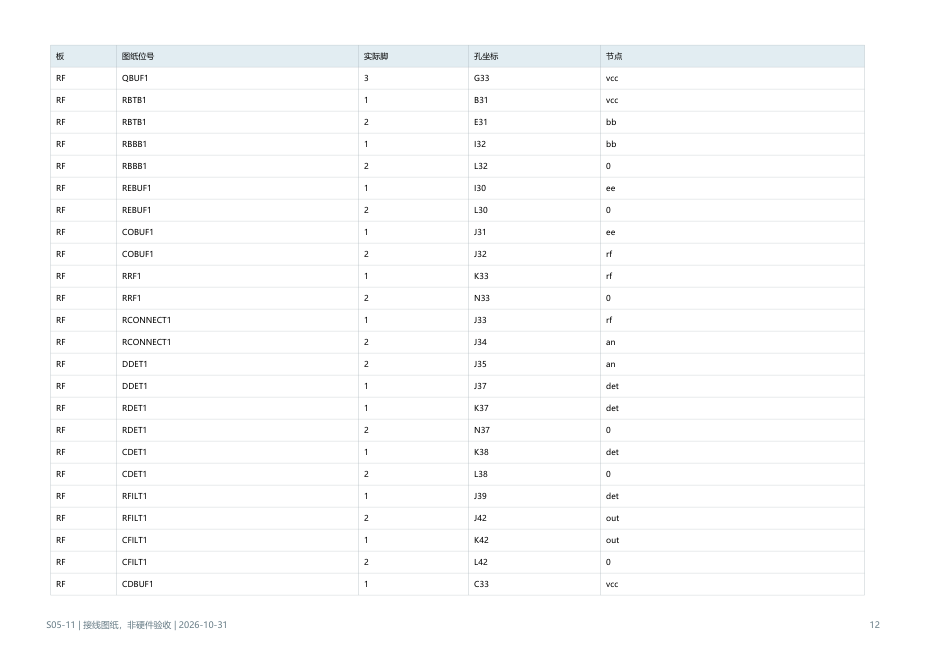 板 图纸位号 实际脚 孔坐标 节点
RF QBUF1 3 G33 vcc
RF RBTB1 1 B31 vcc
RF RBTB1 2 E31 bb
RF RBBB1 1 I32 bb
RF RBBB1 2 L32 0
RF REBUF1 1 I30 ee
RF REBUF1 2 L30 0
RF COBUF1 1 J31 ee
RF COBUF1 2 J32 rf
RF RRF1 1 K33 rf
RF RRF1 2 N33 0
RF RCONNECT1 1 J33 rf
RF RCONNECT1 2 J34 an
RF DDET1 2 J35 an
RF DDET1 1 J37 det
RF RDET1 1 K37 det
RF RDET1 2 N37 0
RF CDET1 1 K38 det
RF CDET1 2 L38 0
RF RFILT1 1 J39 det
RF RFILT1 2 J42 out
RF CFILT1 1 K42 out
RF CFILT1 2 L42 0
RF CDBUF1 1 C33 vcc
S05-11 | 接线图纸，非硬件验收 | 2026-10-31 12